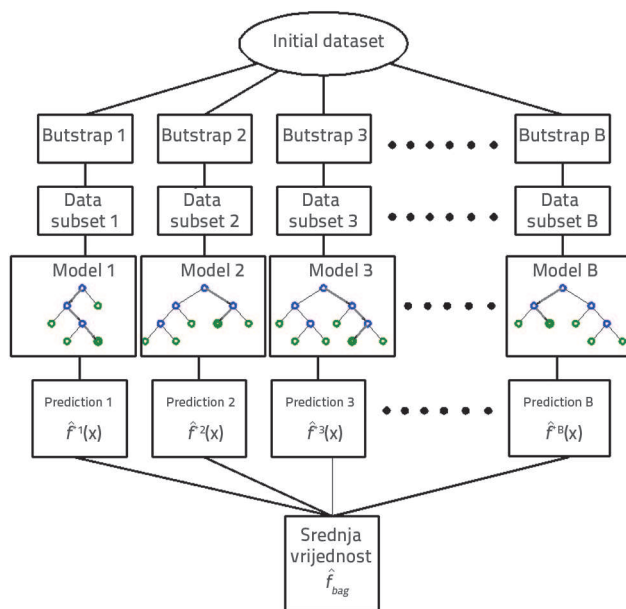 Initial dataset
Butstrap 1
Butstrap 2
Butstrap 3
Butstrap B
Data
subset 1
Data
subset 2
Data
subset 3
Data
subset B
Model 1
Model 2
Model 3
Model B
Prediction 1
f̂*1(x)
Prediction 2
f̂*2(x)
Prediction 3
f̂*3(x)
Prediction B
f̂*B(x)
Srednja
vrijednost
f̂bag